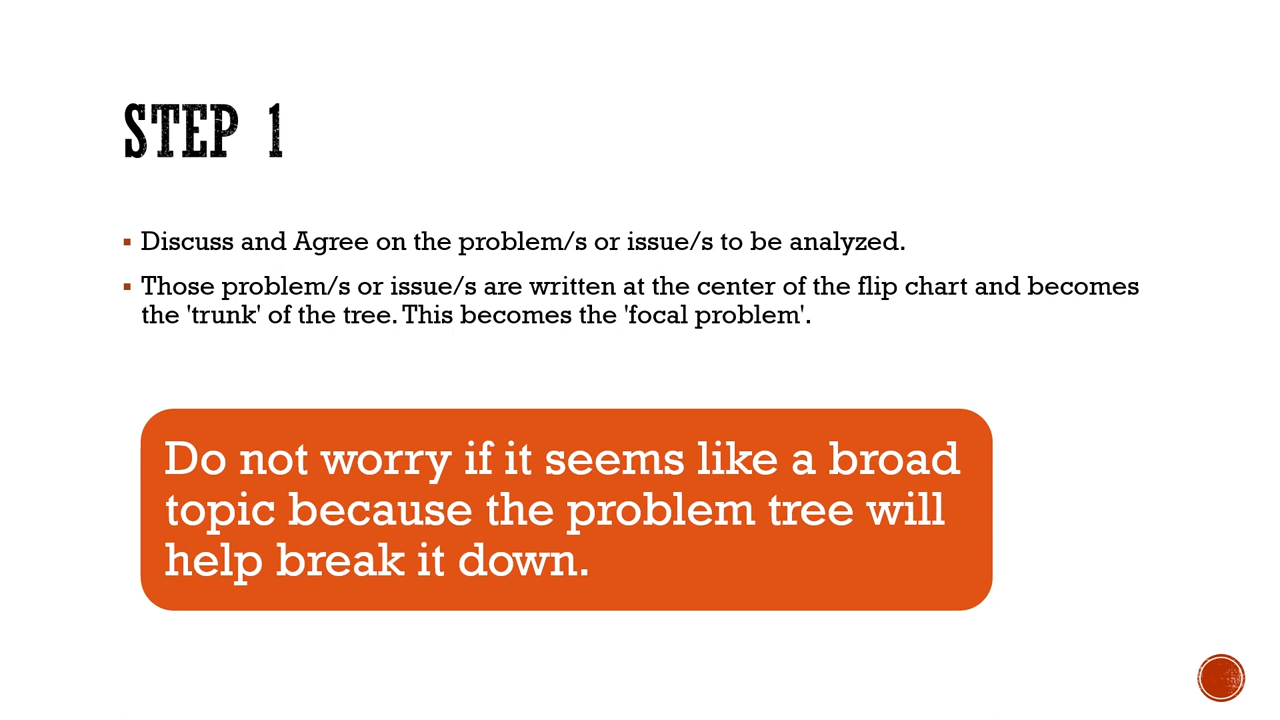 STEP 1
Discuss and Agree on the problem/s or issue/s to be analyzed.
Those problem/s or issue/s are written at the center of the flip chart and becomes
the 'trunk' of the tree. This becomes the 'focal problem'.
Do not worry if it seems like a broad
topic because the problem tree will
help break it down.